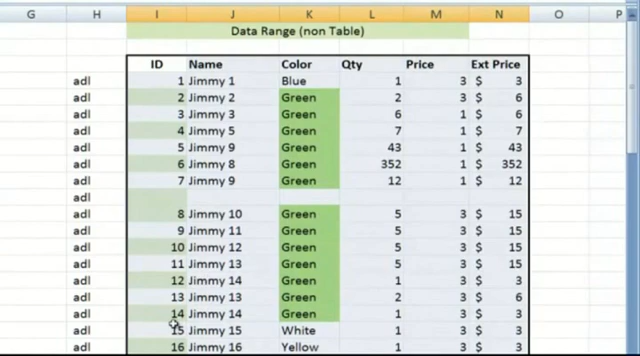 G H I J K L M N O P
Data Range (non Table)
ID Name Color Qty Price Ext Price
adl 1 Jimmy 1 Blue 1 3 $ 3
adl 2 Jimmy 2 Green 2 3 $ 6
adl 3 Jimmy 3 Green 6 1 $ 6
adl 4 Jimmy 5 Green 7 1 $ 7
adl 5 Jimmy 9 Green 43 1 $ 43
adl 6 Jimmy 8 Green 352 1 $ 352
adl 7 Jimmy 9 Green 12 1 $ 12
adl
adl 8 Jimmy 10 Green 5 3 $ 15
adl 9 Jimmy 11 Green 5 3 $ 15
adl 10 Jimmy 12 Green 5 3 $ 15
adl 11 Jimmy 13 Green 5 3 $ 15
adl 12 Jimmy 14 Green 1 3 $ 3
adl 13 Jimmy 13 Green 2 3 $ 6
adl 14 Jimmy 14 Green 1 3 $ 3
adl 15 Jimmy 15 White 1 3 $ 3
adl 16 Jimmy 16 Yellow 1 3 $ 3